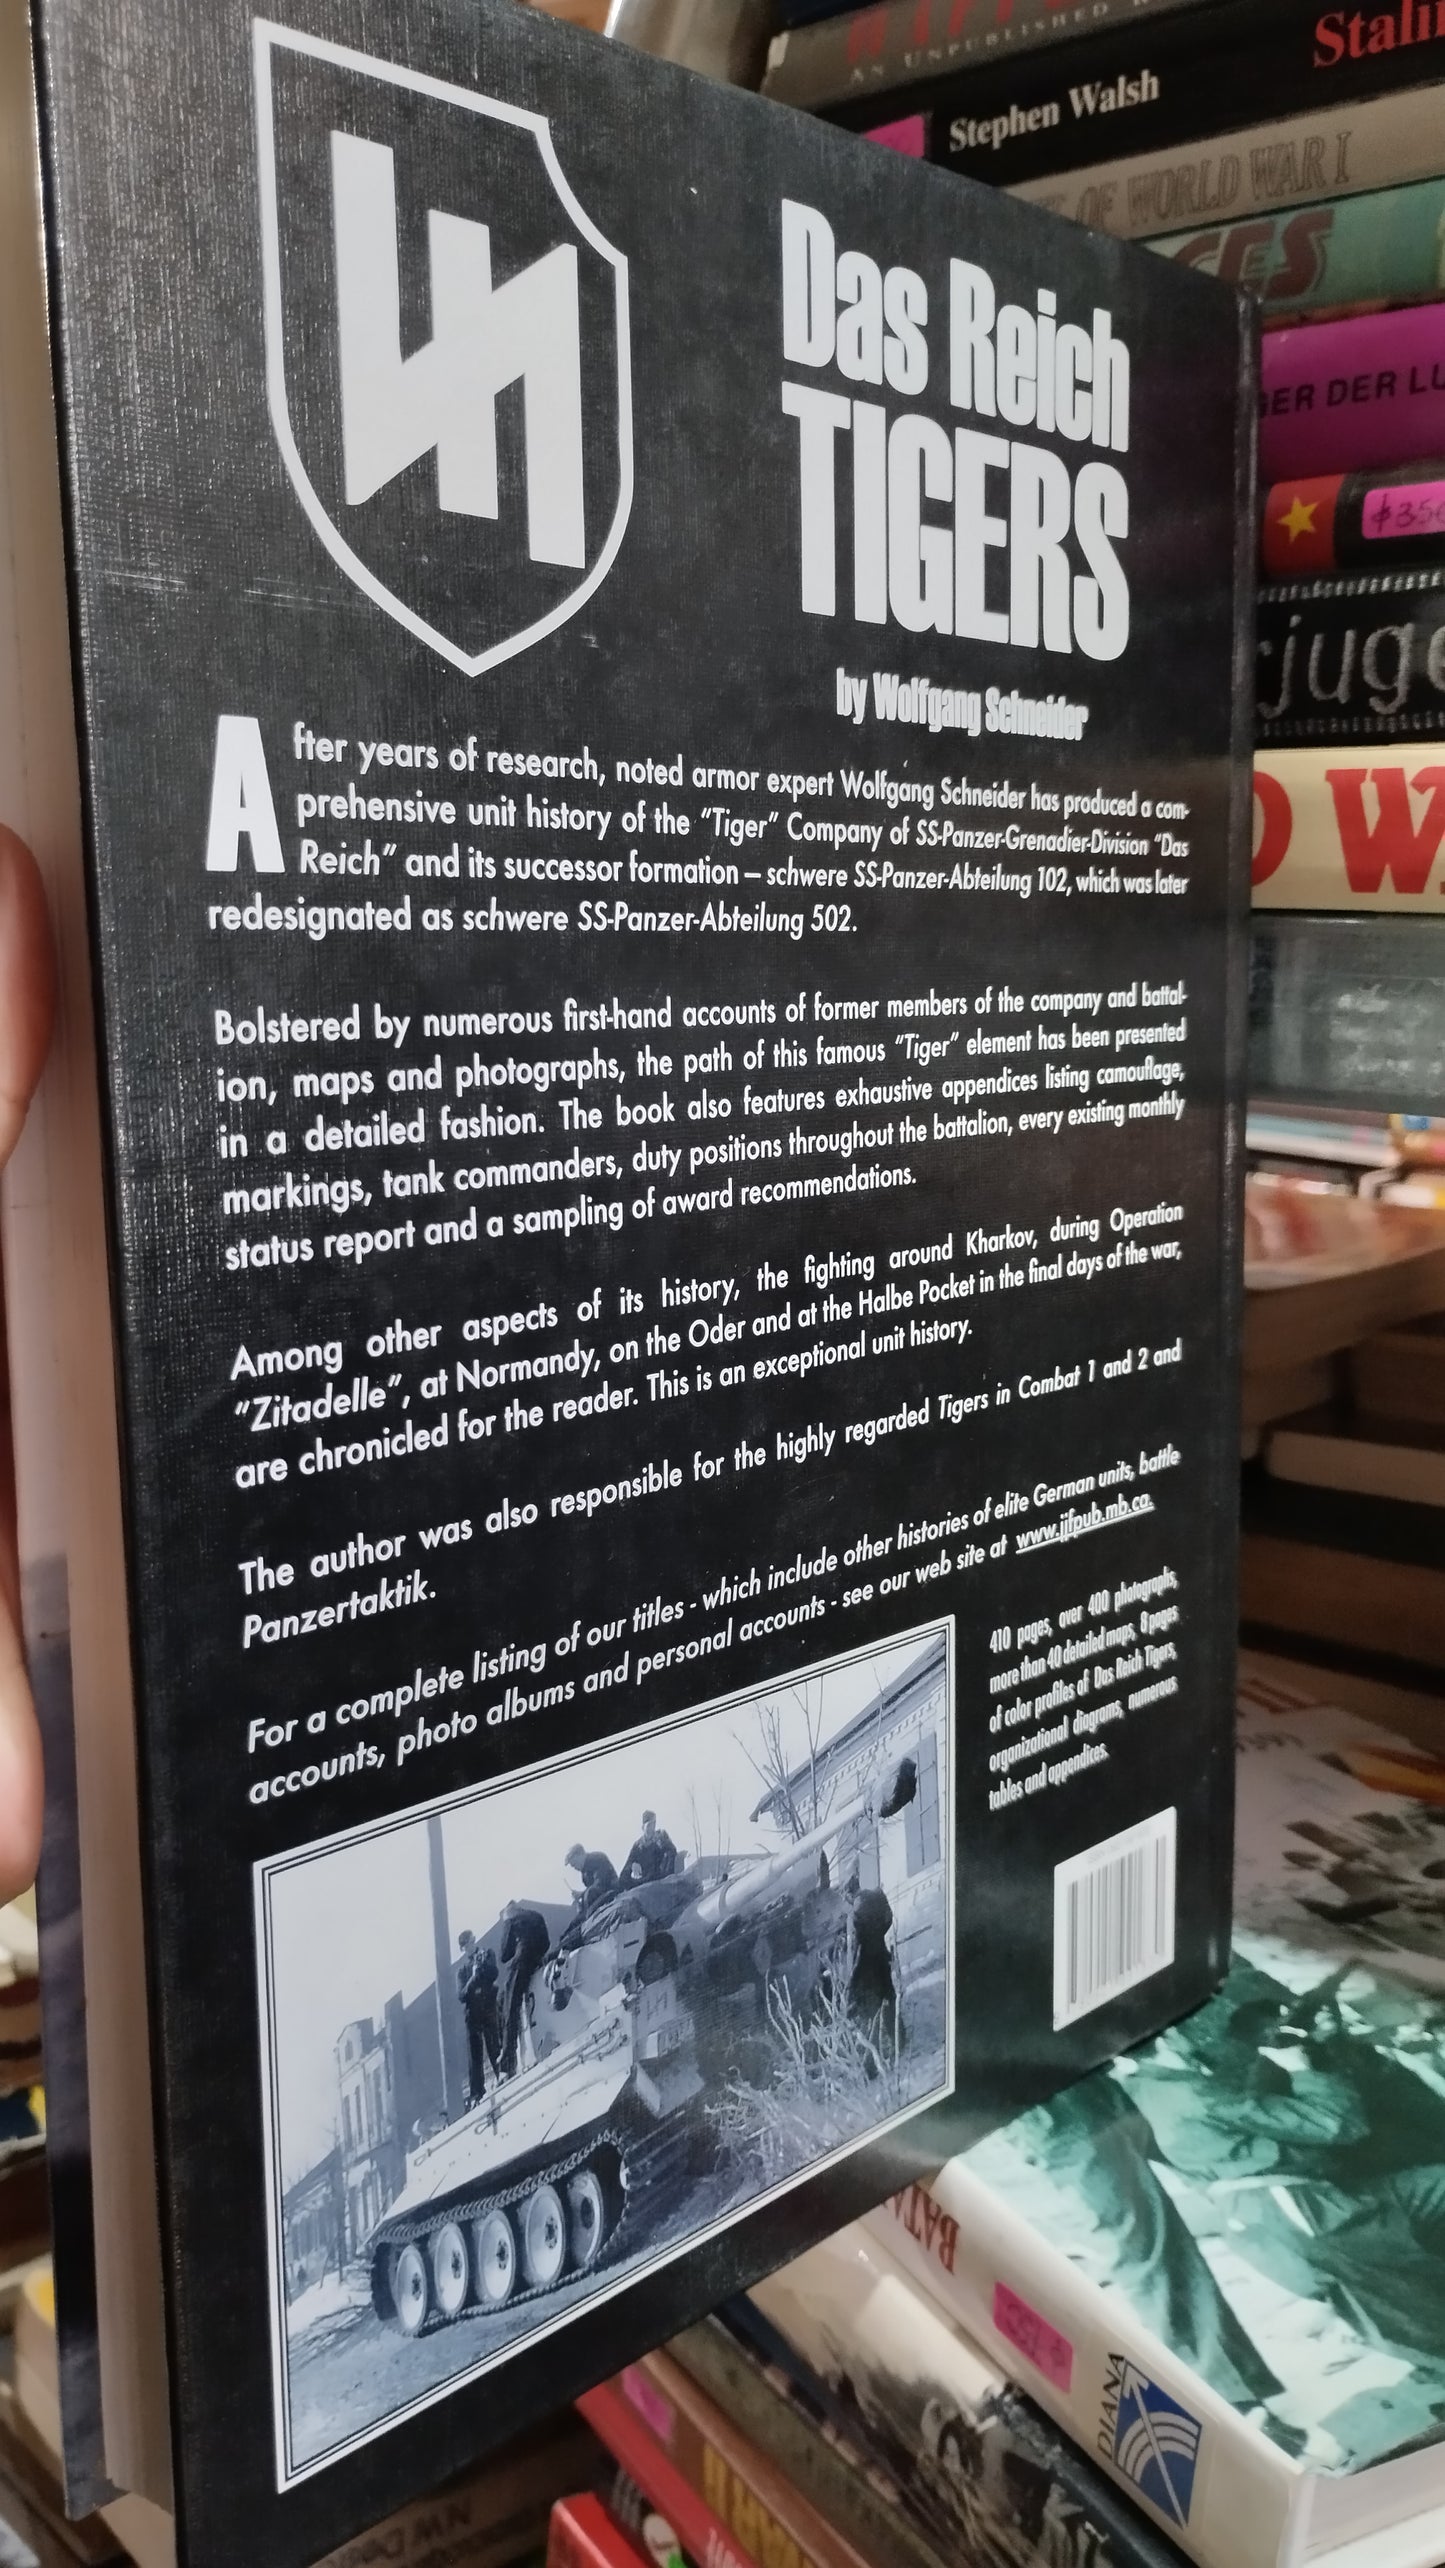 Das Reich
TIGERS
by Wolfgang Schneider
After years of research, noted armor expert Wolfgang Schneider has produced a com-
prehensive unit history of the “Tiger” Company of SS-Panzer-Grenadier-Division “Das
Reich” and its successor formation – schwere SS-Panzer-Abteilung 102, which was later
redesignated as schwere SS-Panzer-Abteilung 502.
Bolstered by numerous first-hand accounts of former members of the company and battal-
ion, maps and photographs, the path of this famous “Tiger” element has been presented
in a detailed fashion. The book also features exhaustive appendices listing camouflage,
markings, tank commanders, duty positions throughout the battalion, every existing monthly
status report and a sampling of award recommendations.
Among other aspects of its history, the fighting around Kharkov, during Operation
“Zitadelle”, at Normandy, on the Oder and at the Halbe Pocket in the final days of the war,
are chronicled for the reader. This is an exceptional unit history.
The author was also responsible for the highly regarded Tigers in Combat 1 and 2 and
Panzertaktik.
For a complete listing of our titles - which include other histories of elite German units, battle
accounts, photo albums and personal accounts - see our web site at www.jjfpub.mb.ca.
410 pages, over 400 photographs,
more than 40 detailed maps, 8 pages
of color profiles of Das Reich Tigers,
organizational diagrams, numerous
tables and appendices.
AN UNPUBLISHED
Stephen Walsh
Stali
OF WORLD WAR I
GES
GER DER LU
$350
rjuge
O W
BATA
DIANA